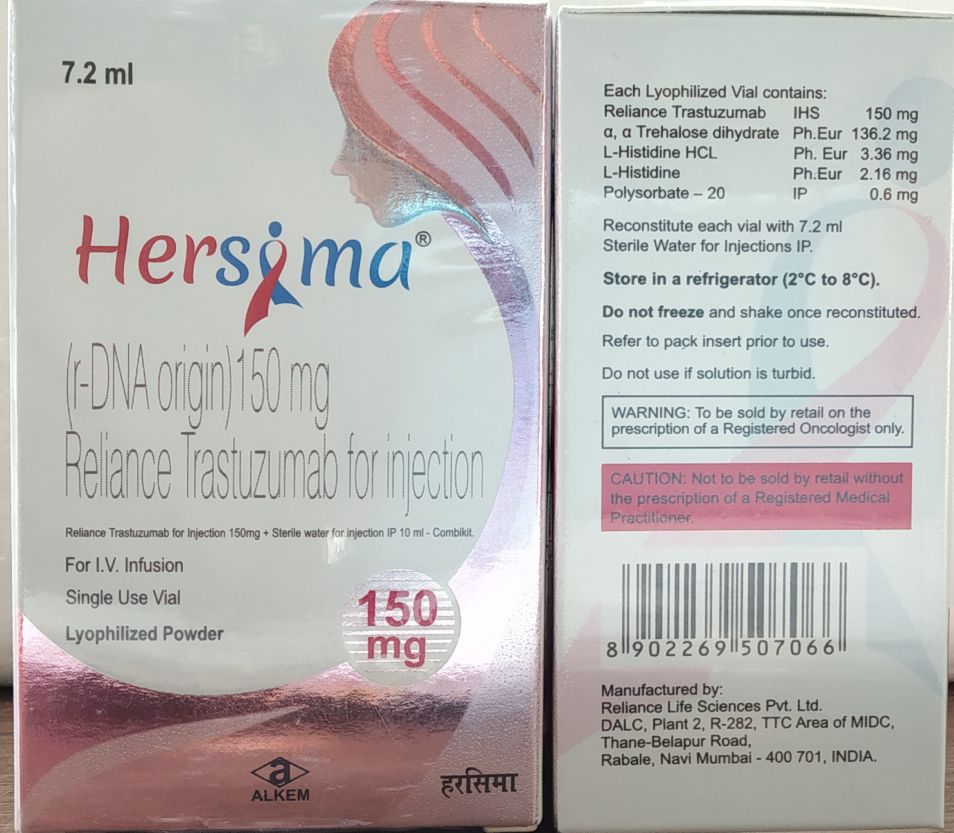 7.2 ml
Hersima®
(r-DNA origin)150 mg
Reliance Trastuzumab for injection
Reliance Trastuzumab for Injection 150mg + Sterile water for injection IP 10 ml - Combikit.
For I.V. Infusion
Single Use Vial
Lyophilized Powder
150
mg
a
ALKEM
हरसिमा
Each Lyophilized Vial contains:
Reliance Trastuzumab IHS 150 mg
α, α Trehalose dihydrate Ph.Eur 136.2 mg
L-Histidine HCL Ph. Eur 3.36 mg
L-Histidine Ph.Eur 2.16 mg
Polysorbate – 20 IP 0.6 mg
Reconstitute each vial with 7.2 ml
Sterile Water for Injections IP.
Store in a refrigerator (2°C to 8°C).
Do not freeze and shake once reconstituted.
Refer to pack insert prior to use.
Do not use if solution is turbid.
WARNING: To be sold by retail on the
prescription of a Registered Oncologist only.
CAUTION: Not to be sold by retail without
the prescription of a Registered Medical
Practitioner.
8 902269 507066
Manufactured by:
Reliance Life Sciences Pvt. Ltd.
DALC, Plant 2, R-282, TTC Area of MIDC,
Thane-Belapur Road,
Rabale, Navi Mumbai - 400 701, INDIA.